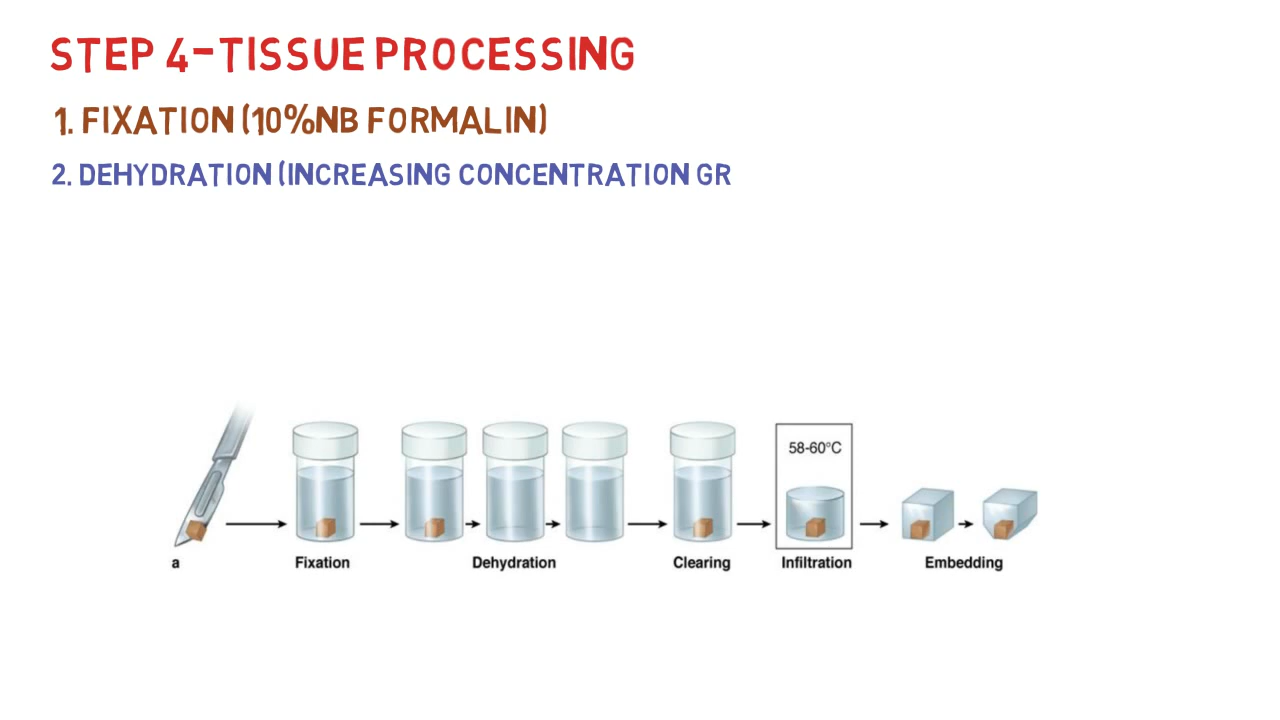 STEP 4-TISSUE PROCESSING
1. FIXATION (10%NB FORMALIN)
2. DEHYDRATION (INCREASING CONCENTRATION GR
58-60°C
a
Fixation
Dehydration
Clearing
Infiltration
Embedding